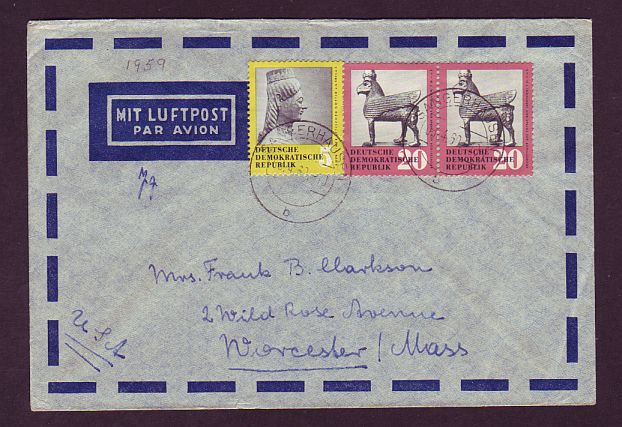 1959
MIT LUFTPOST
PAR AVION
DEUTSCHE
DEMOKRATISCHE
REPUBLIK
DEUTSCHE
DEMOKRATISCHE
REPUBLIK 20
DEUTSCHE
DEMOKRATISCHE
REPUBLIK 20
b
Mrs. Frank B. Clarkson
2 Wild Rose Avenue
Worcester / Mass
USA